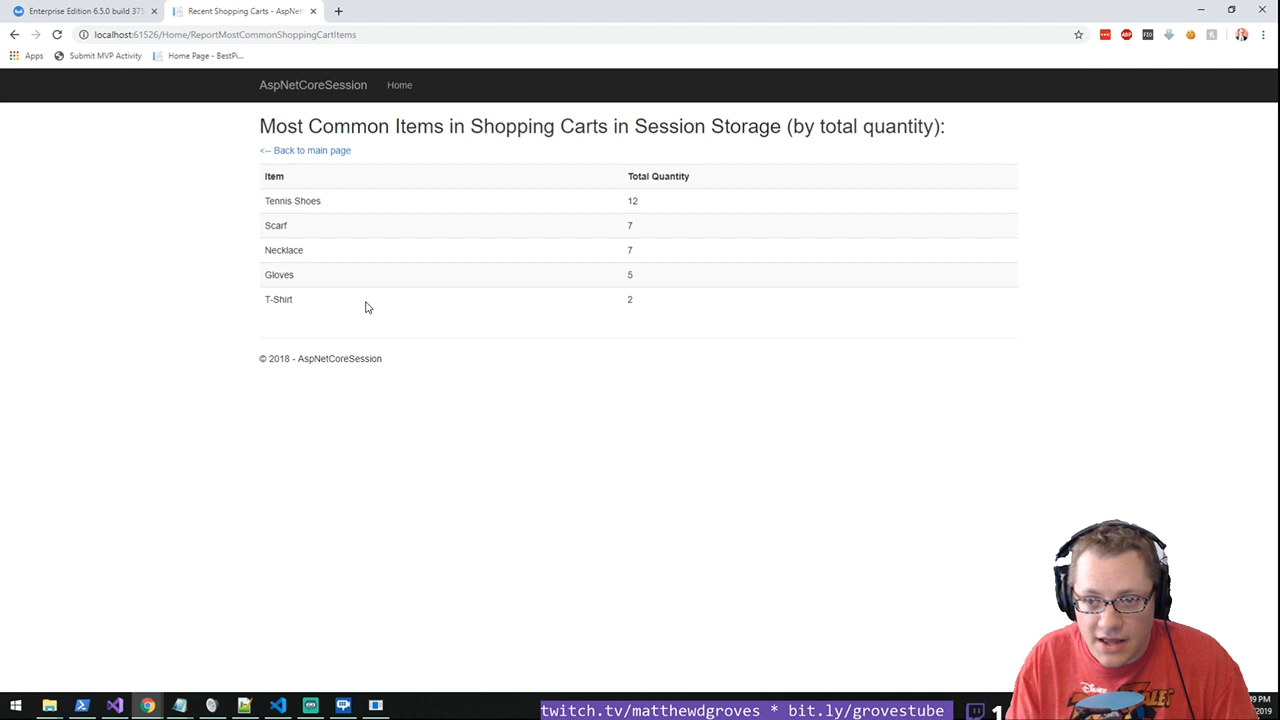 Enterprise Edition 6.5.0 build 375
Recent Shopping Carts - AspNet
localhost:61526/Home/ReportMostCommonShoppingCartItems
Apps
Submit MVP Activity
Home Page - BestPi...
AspNetCoreSession
Home
Most Common Items in Shopping Carts in Session Storage (by total quantity):
<-- Back to main page
Item Total Quantity
Tennis Shoes 12
Scarf 7
Necklace 7
Gloves 5
T-Shirt 2
© 2018 - AspNetCoreSession
twitch.tv/matthewdgroves * bit.ly/grovestube